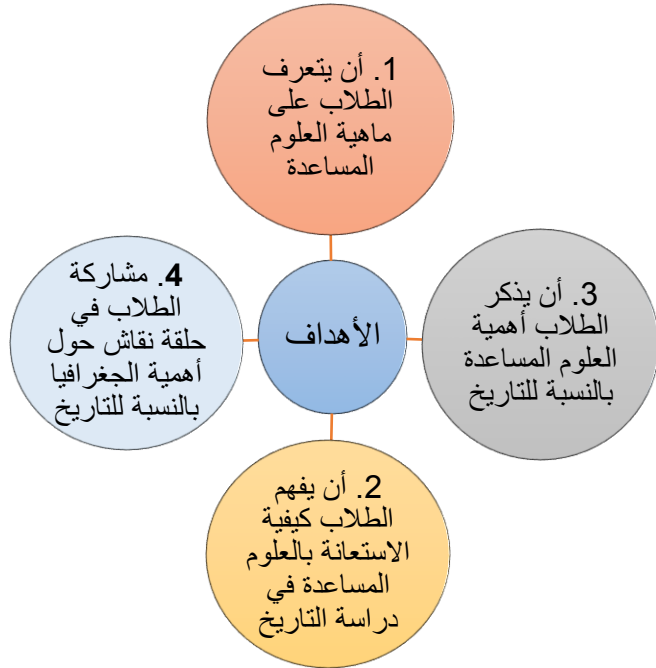 1. أن يتعرف
الطلاب على
ماهية العلوم
المساعدة
4. مشاركة
الطلاب في
حلقة نقاش حول
أهمية الجغرافيا
بالنسبة للتاريخ
الأهداف
3. أن يذكر
الطلاب أهمية
العلوم المساعدة
بالنسبة للتاريخ
2. أن يفهم
الطلاب كيفية
الاستعانة بالعلوم
المساعدة في
دراسة التاريخ